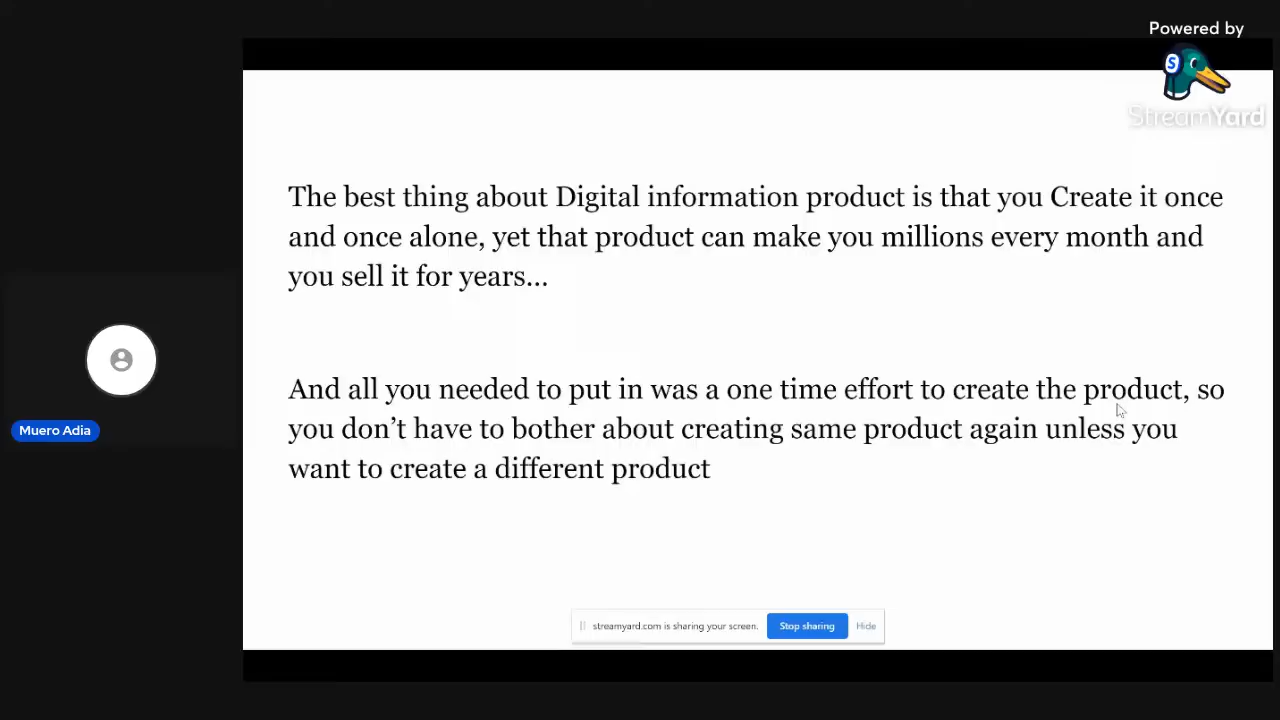 Powered by
S
StreamYard
The best thing about Digital information product is that you Create it once
and once alone, yet that product can make you millions every month and
you sell it for years...
And all you needed to put in was a one time effort to create the product, so
you don’t have to bother about creating same product again unless you
want to create a different product
Muero Adia
streamyard.com is sharing your screen. Stop sharing Hide